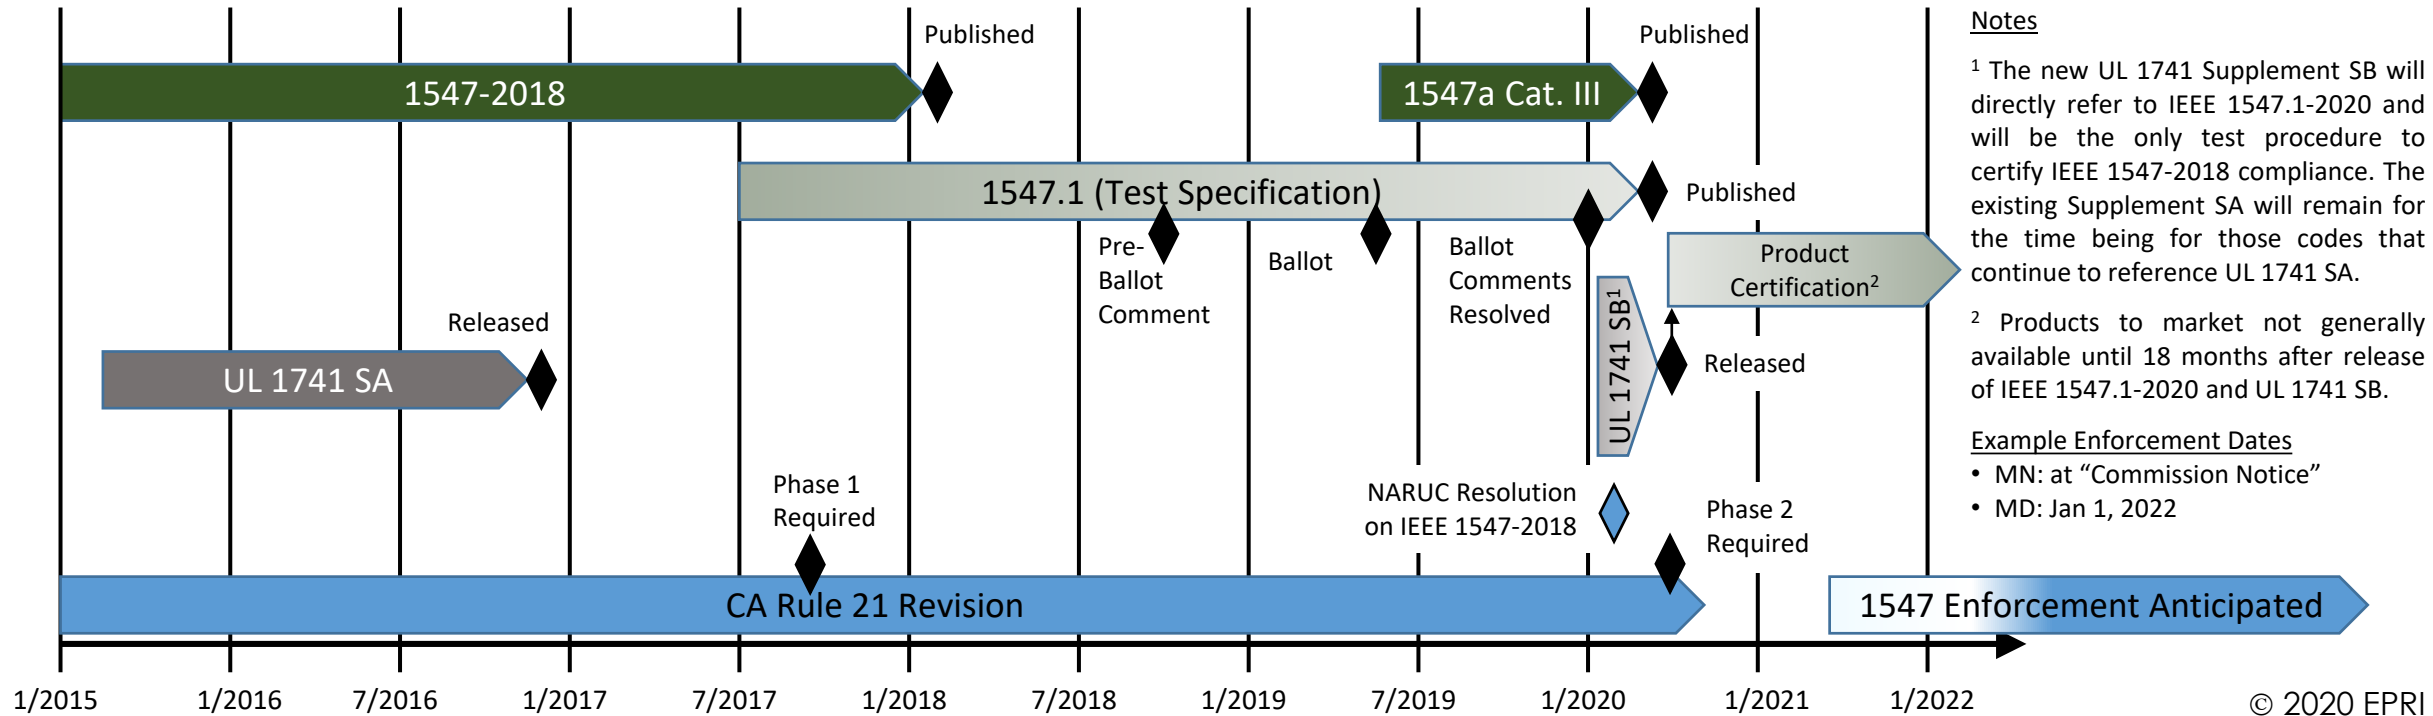 Published
1547-2018
Published
1547a Cat. III
1547.1 (Test Specification)
Published
Pre-
Ballot
Comment
Ballot
Ballot
Comments
Resolved
Product
Certification²
UL 1741 SB¹
Released
Released
UL 1741 SA
Phase 1
Required
NARUC Resolution
on IEEE 1547-2018
Phase 2
Required
CA Rule 21 Revision
1547 Enforcement Anticipated
1/2015
1/2016
7/2016
1/2017
7/2017
1/2018
7/2018
1/2019
7/2019
1/2020
1/2021
1/2022
Notes
¹ The new UL 1741 Supplement SB will
directly refer to IEEE 1547.1-2020 and
will be the only test procedure to
certify IEEE 1547-2018 compliance. The
existing Supplement SA will remain for
the time being for those codes that
continue to reference UL 1741 SA.
² Products to market not generally
available until 18 months after release
of IEEE 1547.1-2020 and UL 1741 SB.
Example Enforcement Dates
• MN: at “Commission Notice”
• MD: Jan 1, 2022
© 2020 EPRI